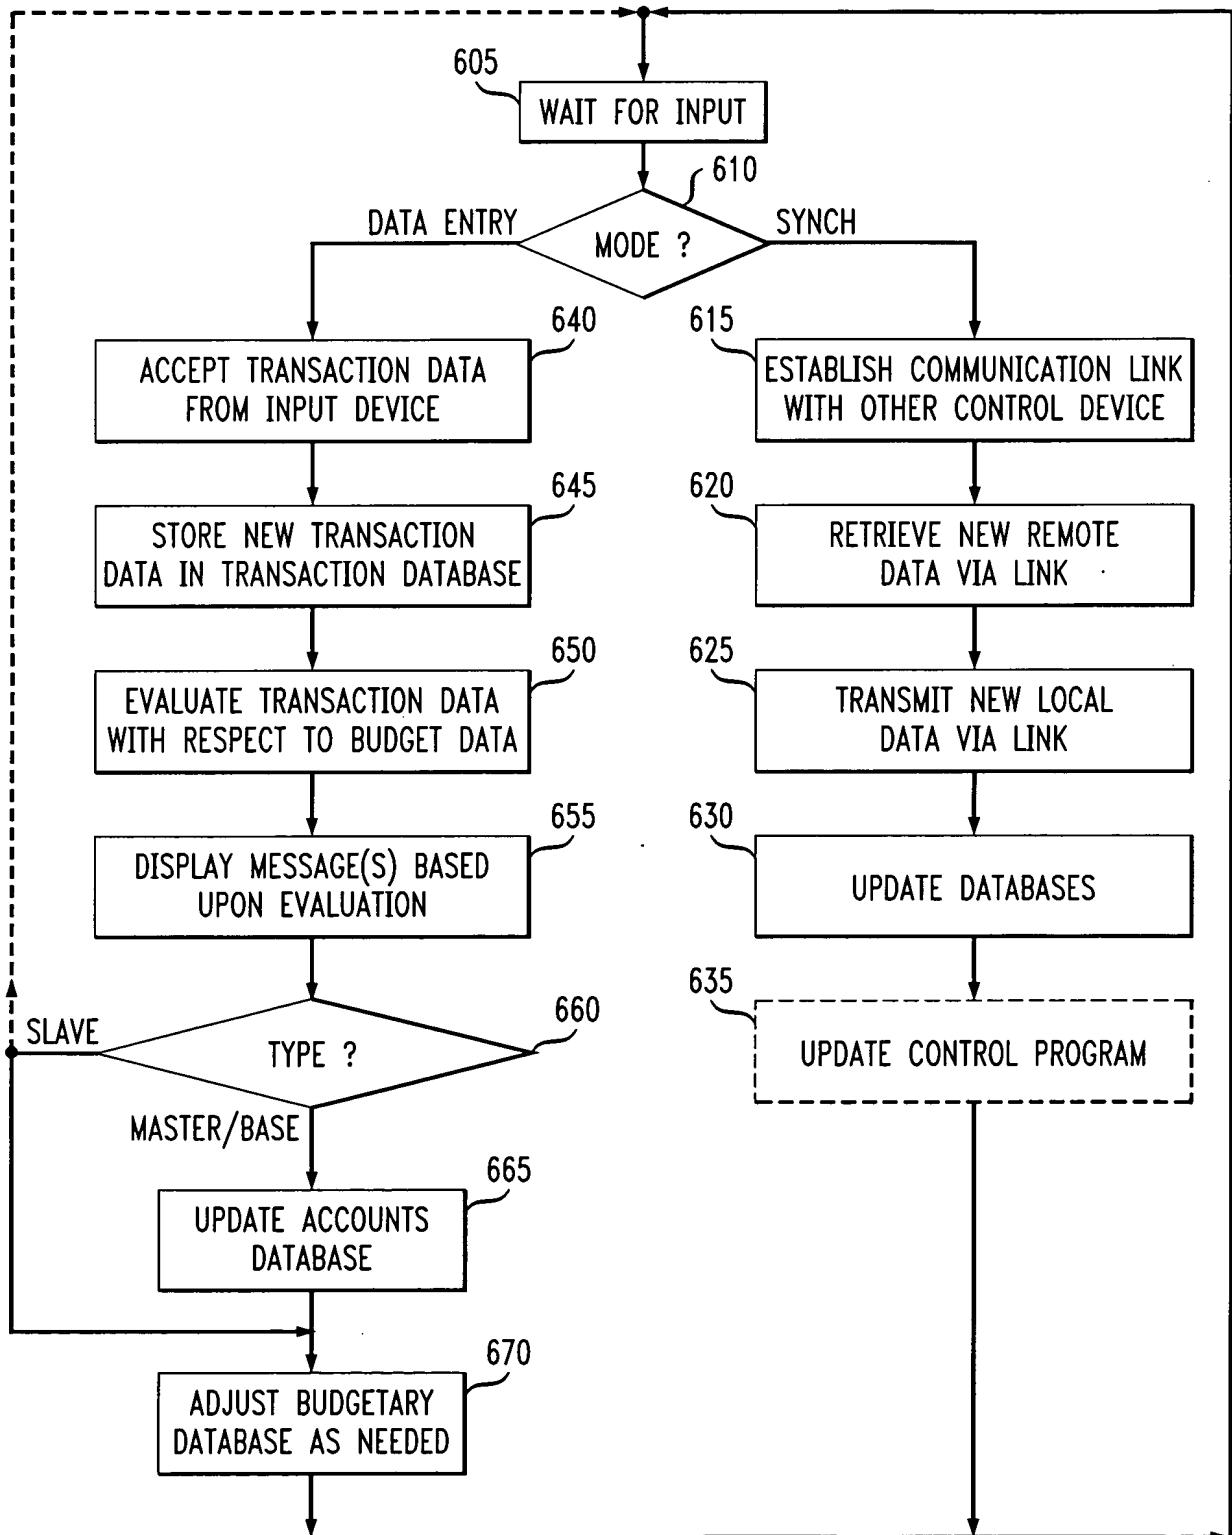 605
WAIT FOR INPUT
610
DATA ENTRY
MODE ?
SYNCH
640
ACCEPT TRANSACTION DATA
FROM INPUT DEVICE
645
STORE NEW TRANSACTION
DATA IN TRANSACTION DATABASE
650
EVALUATE TRANSACTION DATA
WITH RESPECT TO BUDGET DATA
655
DISPLAY MESSAGE(S) BASED
UPON EVALUATION
660
SLAVE
TYPE ?
MASTER/BASE
665
UPDATE ACCOUNTS
DATABASE
670
ADJUST BUDGETARY
DATABASE AS NEEDED
615
ESTABLISH COMMUNICATION LINK
WITH OTHER CONTROL DEVICE
620
RETRIEVE NEW REMOTE
DATA VIA LINK
625
TRANSMIT NEW LOCAL
DATA VIA LINK
630
UPDATE DATABASES
635
UPDATE CONTROL PROGRAM